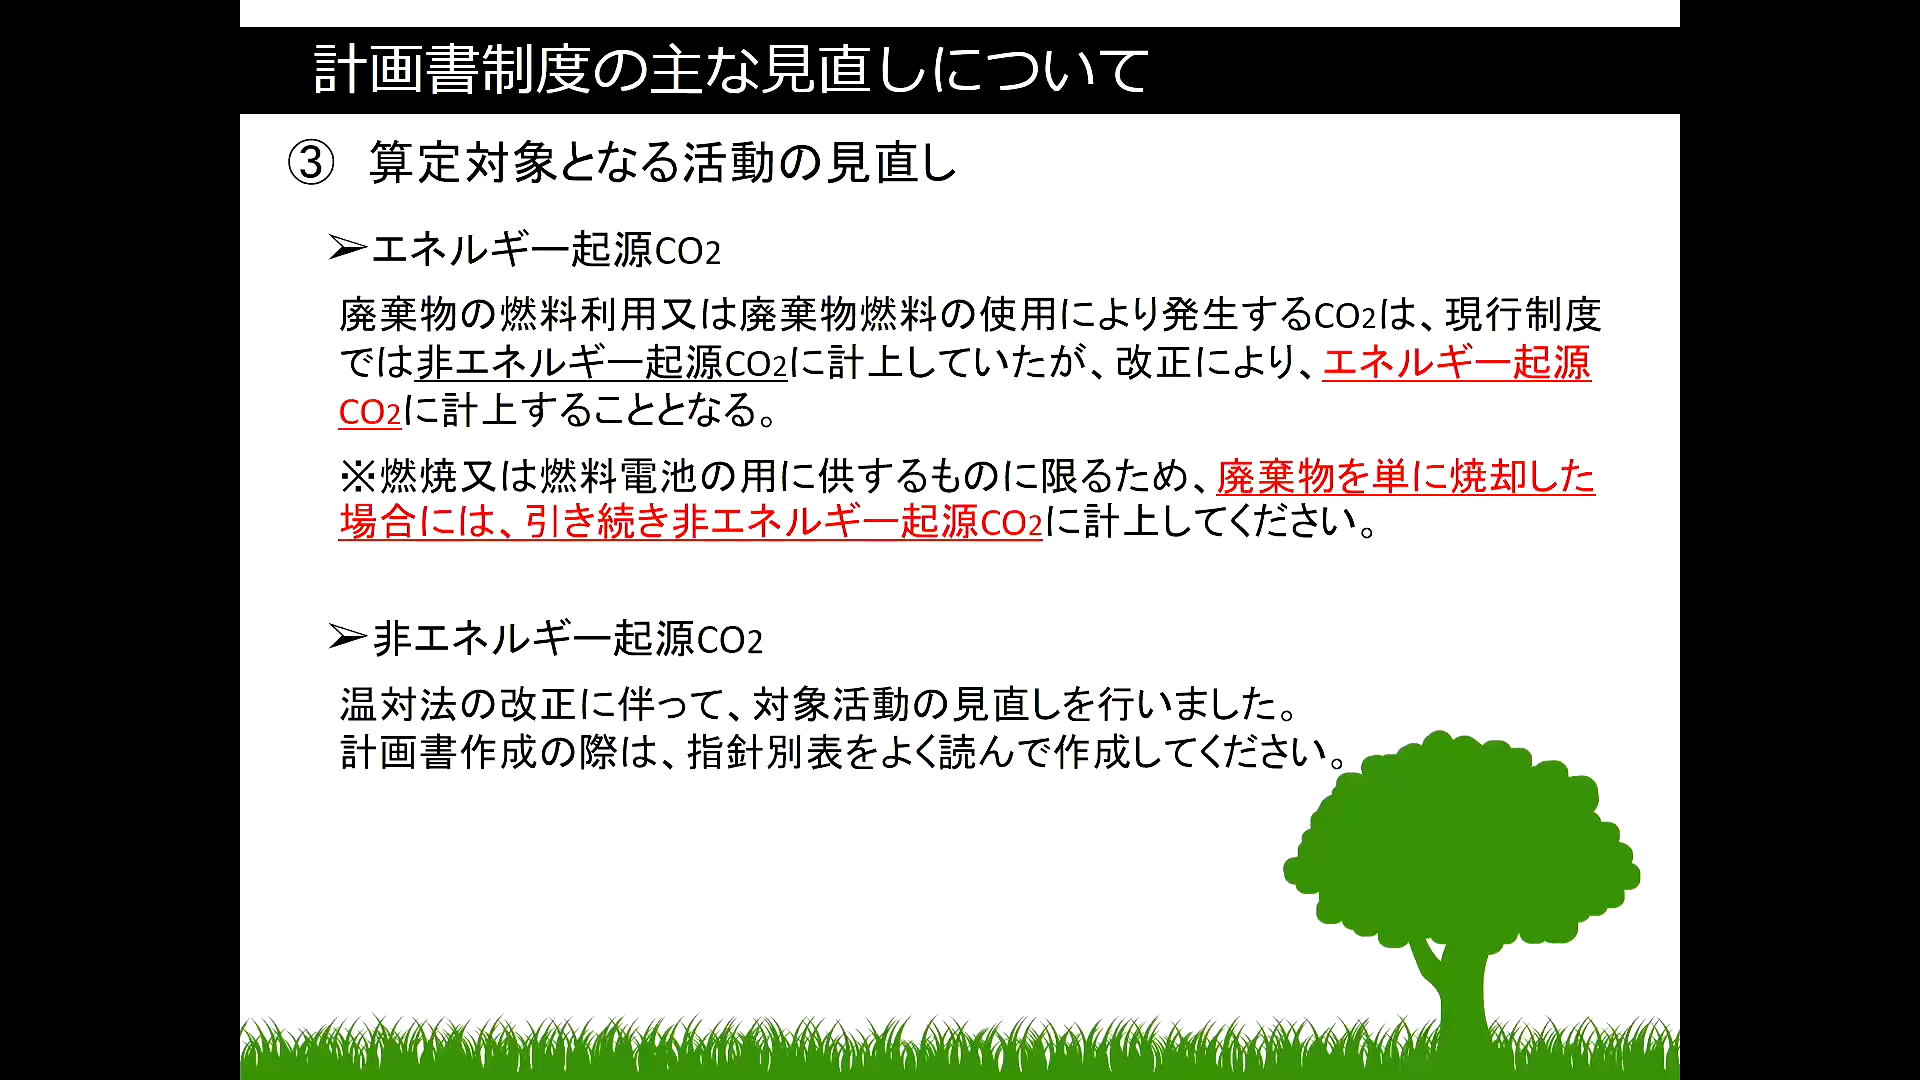 計画書制度の主な見直しについて
③ 算定対象となる活動の見直し
➢エネルギー起源CO2
廃棄物の燃料利用又は廃棄物燃料の使用により発生するCO2は、現行制度
では非エネルギー起源CO2に計上していたが、改正により、エネルギー起源
CO2に計上することとなる。
※燃焼又は燃料電池の用に供するものに限るため、廃棄物を単に焼却した
場合には、引き続き非エネルギー起源CO2に計上してください。
➢非エネルギー起源CO2
温対法の改正に伴って、対象活動の見直しを行いました。
計画書作成の際は、指針別表をよく読んで作成してください。